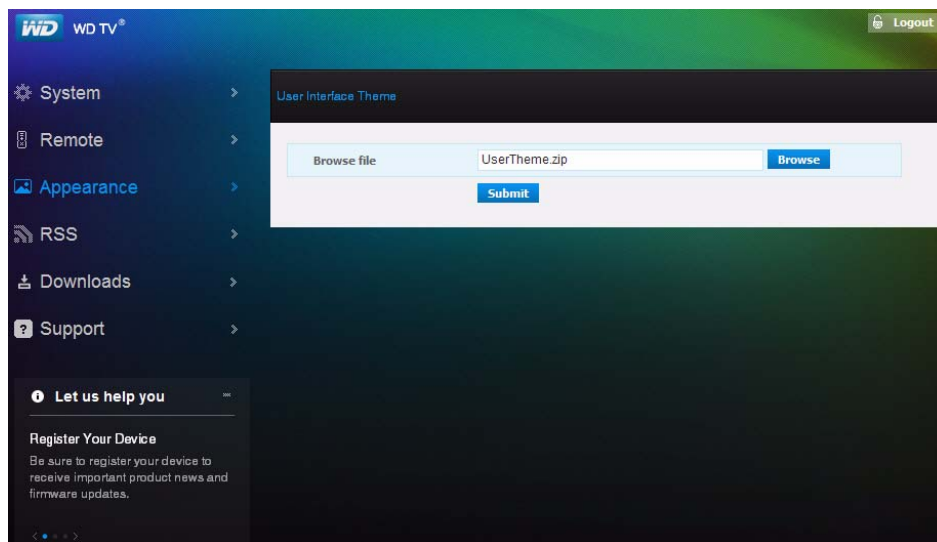 WD WD TV®
Logout
System
Remote
Appearance
RSS
Downloads
Support
Let us help you
Register Your Device
Be sure to register your device to
receive important product news and
firmware updates.
User Interface Theme
Browse file UserTheme.zip Browse
Submit